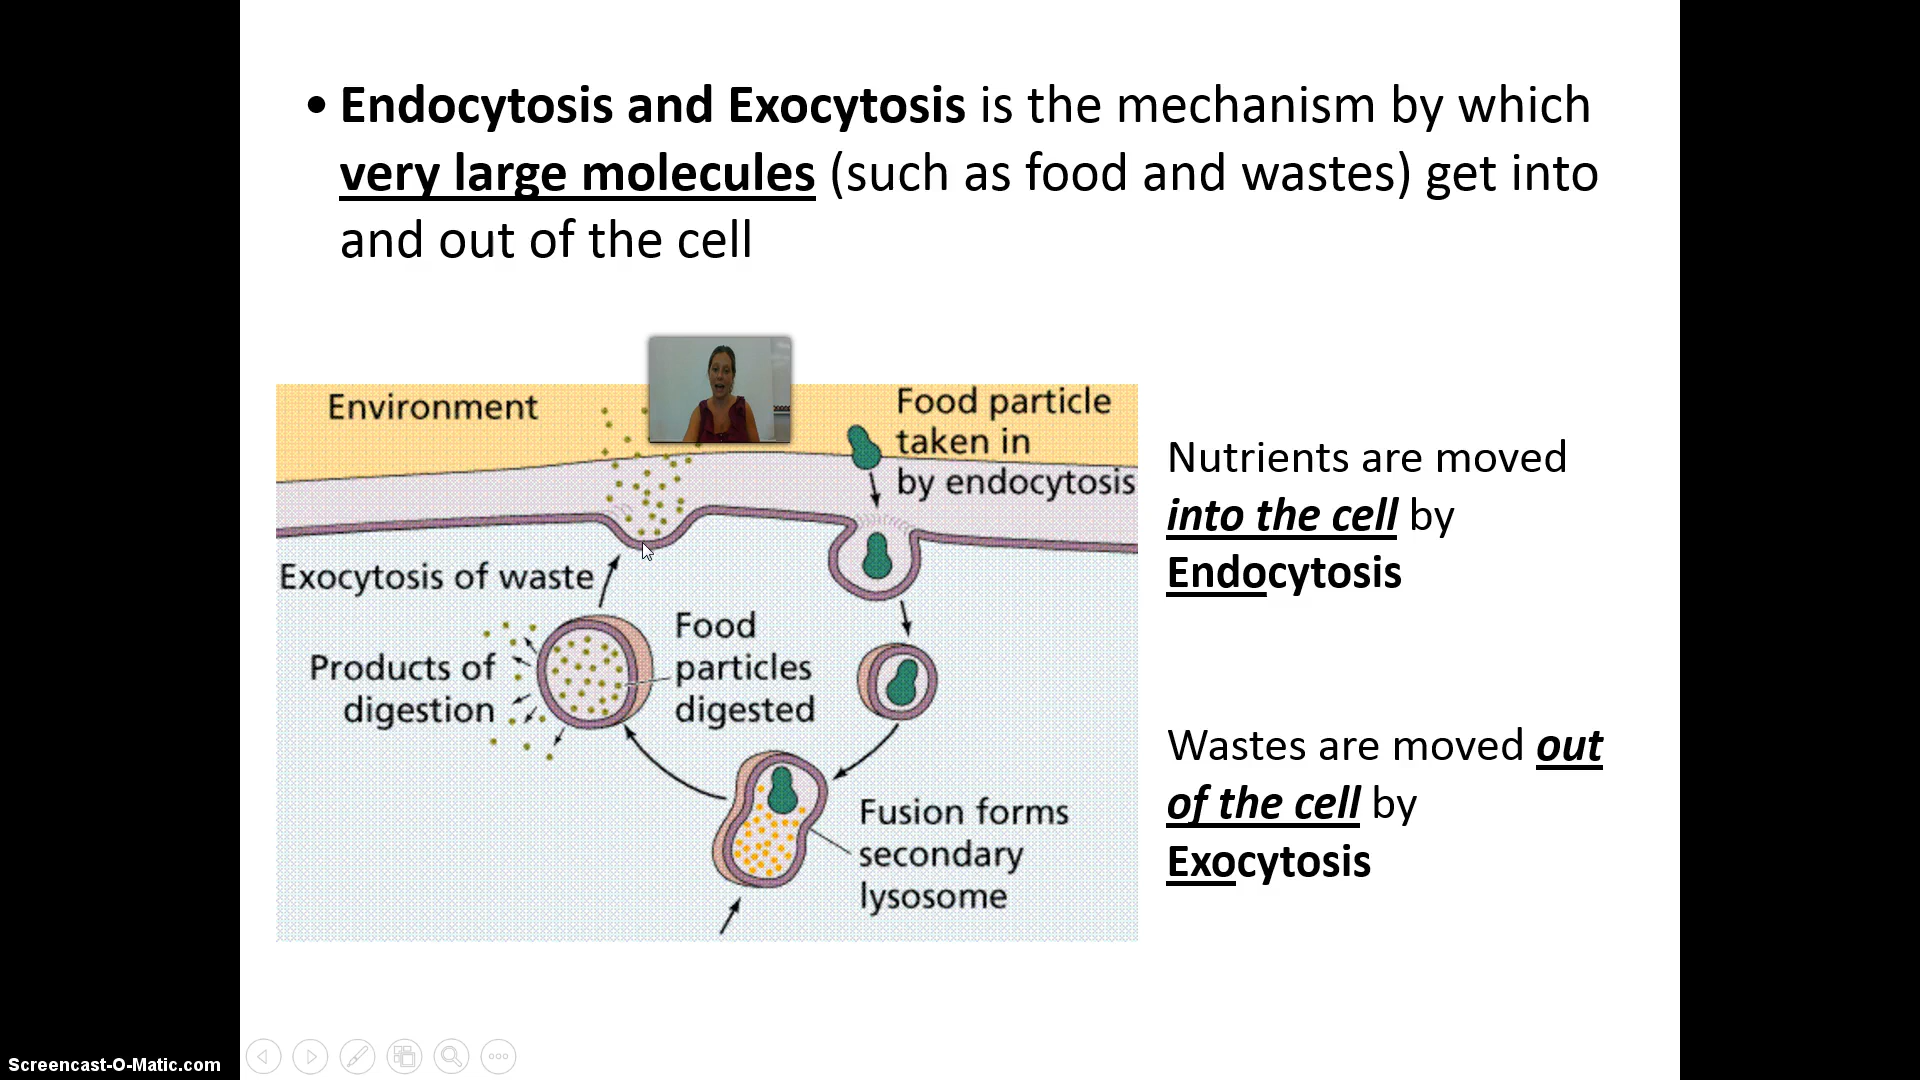 • Endocytosis and Exocytosis is the mechanism by which
very large molecules (such as food and wastes) get into
and out of the cell
Environment
Food particle
taken in
by endocytosis
Exocytosis of waste
Food
particles
digested
Products of
digestion
Fusion forms
secondary
lysosome
Nutrients are moved
into the cell by
Endocytosis
Wastes are moved out
of the cell by
Exocytosis
Screencast-O-Matic.com